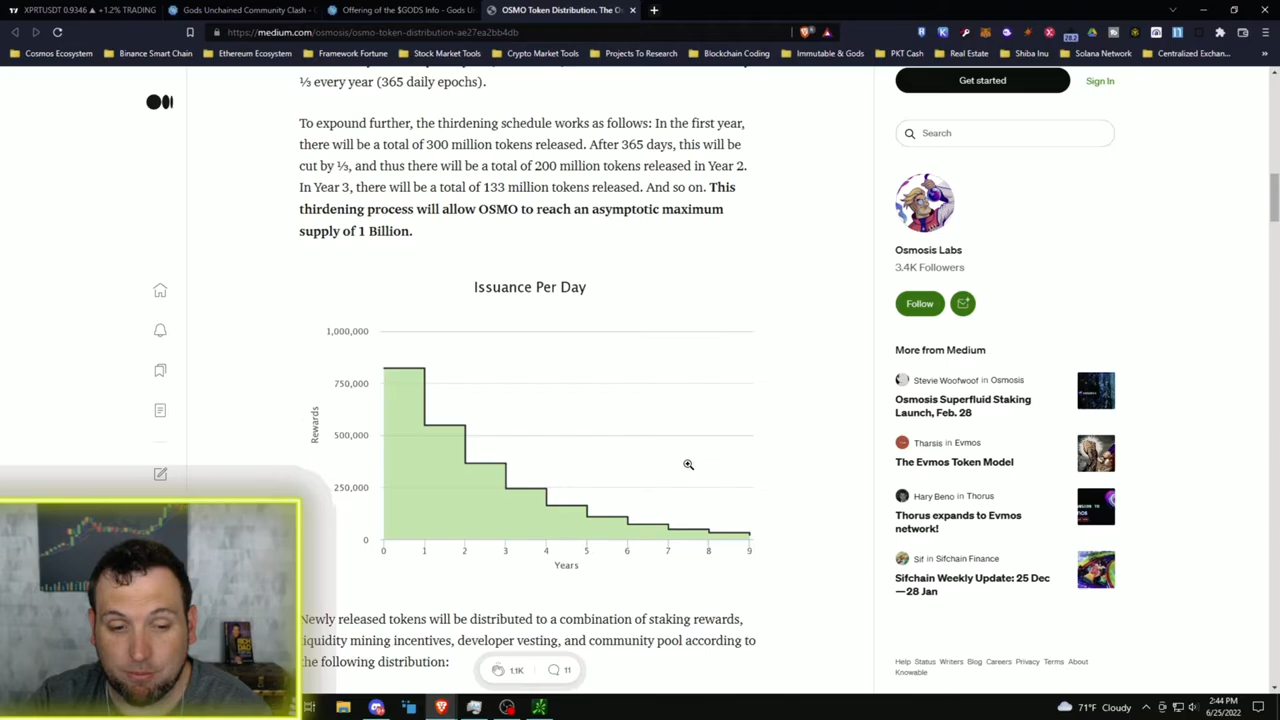 XPRTUSDT 0.9346 ▲ +1.2% TRADING
Gods Unchained Community Clash -
Offering of the $GODS Info - Gods Un
OSMO Token Distribution. The Os
https://medium.com/osmosis/osmo-token-distribution-ae27ea2bb4db
Cosmos Ecosystem
Binance Smart Chain
Ethereum Ecosystem
Framework Fortune
Stock Market Tools
Crypto Market Tools
Projects To Research
Blockchain Coding
Immutable & Gods
PKT Cash
Real Estate
Shiba Inu
Solana Network
Centralized Exchan...
⅓ every year (365 daily epochs).
To expound further, the thirdening schedule works as follows: In the first year,
there will be a total of 300 million tokens released. After 365 days, this will be
cut by ⅓, and thus there will be a total of 200 million tokens released in Year 2.
In Year 3, there will be a total of 133 million tokens released. And so on. This
thirdening process will allow OSMO to reach an asymptotic maximum
supply of 1 Billion.
Issuance Per Day
1,000,000
750,000
500,000
250,000
0
Rewards
0 1 2 3 4 5 6 7 8 9
Years
Newly released tokens will be distributed to a combination of staking rewards,
liquidity mining incentives, developer vesting, and community pool according to
the following distribution:
1.1K
11
Get started
Sign In
Search
Osmosis Labs
3.4K Followers
Follow
More from Medium
Stevie Woofwoof in Osmosis
Osmosis Superfluid Staking
Launch, Feb. 28
Tharsis in Evmos
The Evmos Token Model
Hary Beno in Thorus
Thorus expands to Evmos
network!
Sif in Sifchain Finance
Sifchain Weekly Update: 25 Dec
—28 Jan
Help Status Writers Blog Careers Privacy Terms About
Knowable
RICH
DAD
71°F Cloudy
2:44 PM
6/25/2022